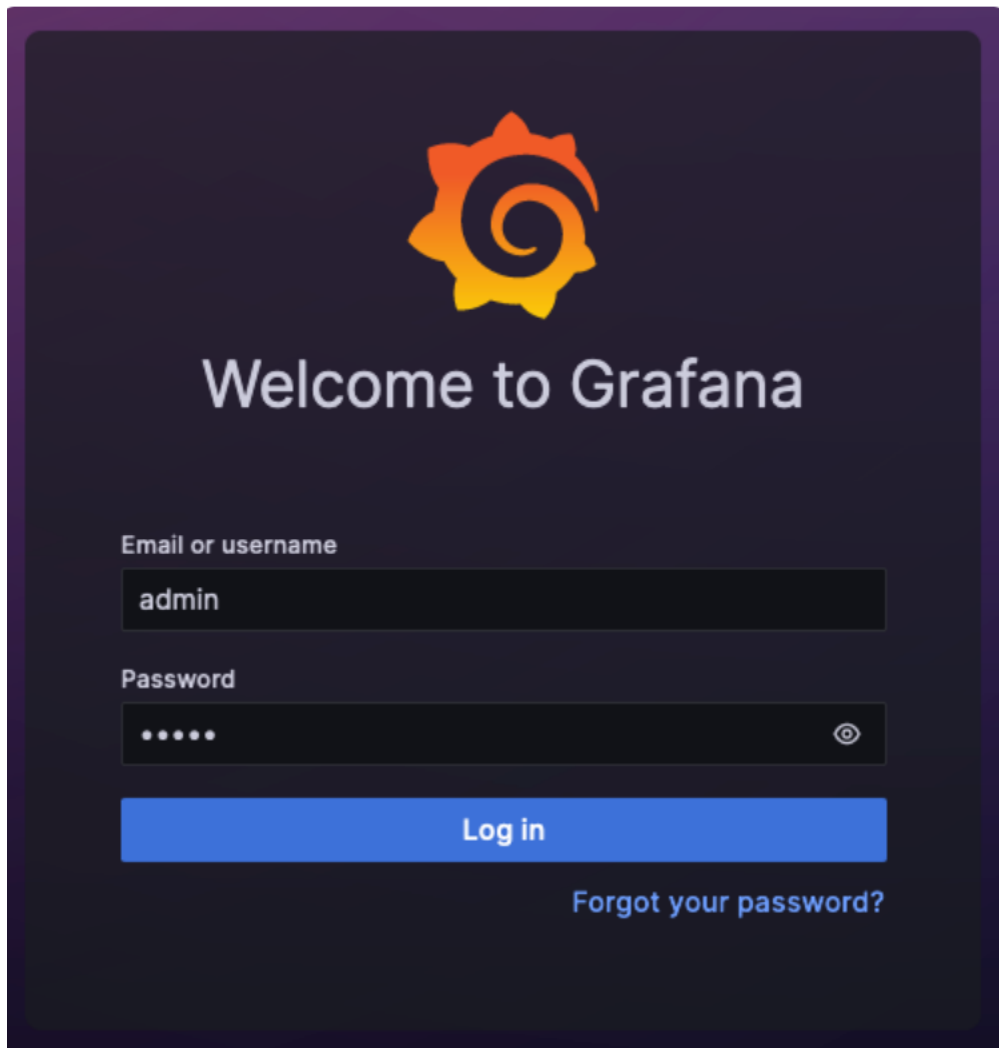 Welcome to Grafana
Email or username
admin
Password
•••••
Log in
Forgot your password?